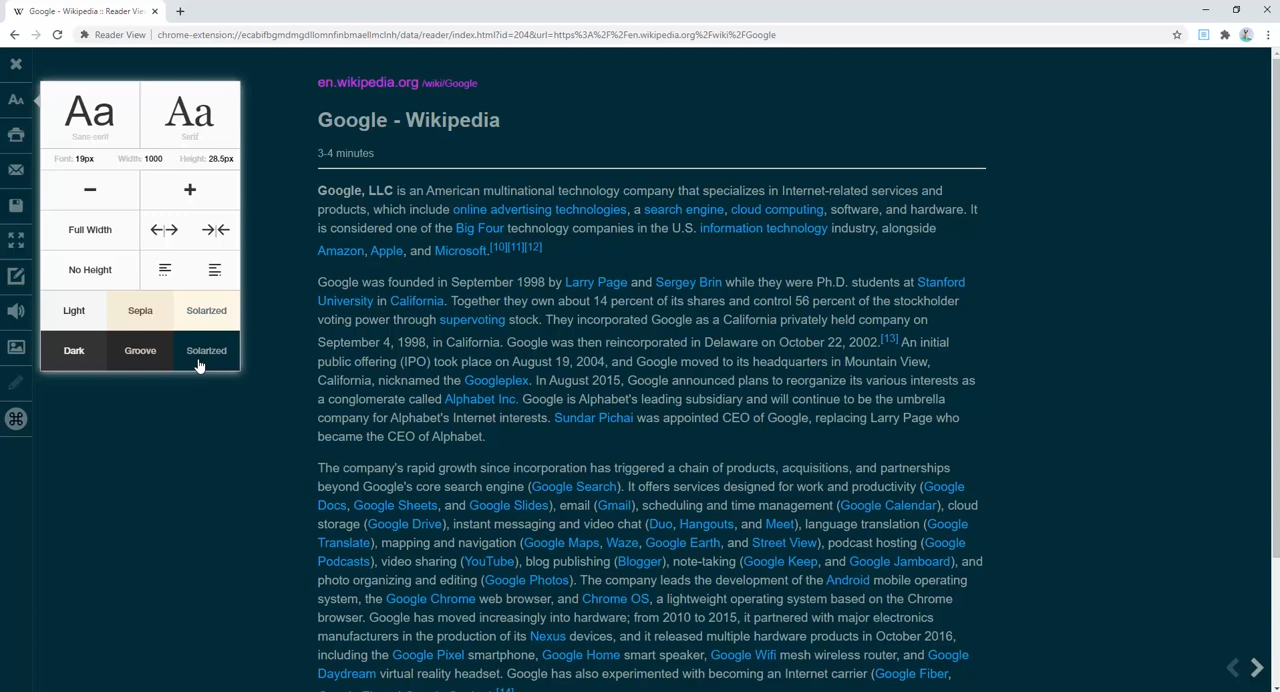 Google - Wikipedia :: Reader Vie
Reader View
chrome-extension://ecabifbgmdmgdllomnfinbmaellmclnh/data/reader/index.html?id=204&url=https%3A%2F%2Fen.wikipedia.org%2Fwiki%2FGoogle
Aa Aa
Sans-serif Serif
Font: 19px Width: 1000 Height: 28.5px
− +
Full Width
No Height
Light Sepia Solarized
Dark Groove Solarized
en.wikipedia.org /wiki/Google
Google - Wikipedia
3-4 minutes
Google, LLC is an American multinational technology company that specializes in Internet-related services and
products, which include online advertising technologies, a search engine, cloud computing, software, and hardware. It
is considered one of the Big Four technology companies in the U.S. information technology industry, alongside
Amazon, Apple, and Microsoft.[10][11][12]
Google was founded in September 1998 by Larry Page and Sergey Brin while they were Ph.D. students at Stanford
University in California. Together they own about 14 percent of its shares and control 56 percent of the stockholder
voting power through supervoting stock. They incorporated Google as a California privately held company on
September 4, 1998, in California. Google was then reincorporated in Delaware on October 22, 2002.[13] An initial
public offering (IPO) took place on August 19, 2004, and Google moved to its headquarters in Mountain View,
California, nicknamed the Googleplex. In August 2015, Google announced plans to reorganize its various interests as
a conglomerate called Alphabet Inc. Google is Alphabet's leading subsidiary and will continue to be the umbrella
company for Alphabet's Internet interests. Sundar Pichai was appointed CEO of Google, replacing Larry Page who
became the CEO of Alphabet.
The company's rapid growth since incorporation has triggered a chain of products, acquisitions, and partnerships
beyond Google's core search engine (Google Search). It offers services designed for work and productivity (Google
Docs, Google Sheets, and Google Slides), email (Gmail), scheduling and time management (Google Calendar), cloud
storage (Google Drive), instant messaging and video chat (Duo, Hangouts, and Meet), language translation (Google
Translate), mapping and navigation (Google Maps, Waze, Google Earth, and Street View), podcast hosting (Google
Podcasts), video sharing (YouTube), blog publishing (Blogger), note-taking (Google Keep, and Google Jamboard), and
photo organizing and editing (Google Photos). The company leads the development of the Android mobile operating
system, the Google Chrome web browser, and Chrome OS, a lightweight operating system based on the Chrome
browser. Google has moved increasingly into hardware; from 2010 to 2015, it partnered with major electronics
manufacturers in the production of its Nexus devices, and it released multiple hardware products in October 2016,
including the Google Pixel smartphone, Google Home smart speaker, Google Wifi mesh wireless router, and Google
Daydream virtual reality headset. Google has also experimented with becoming an Internet carrier (Google Fiber,